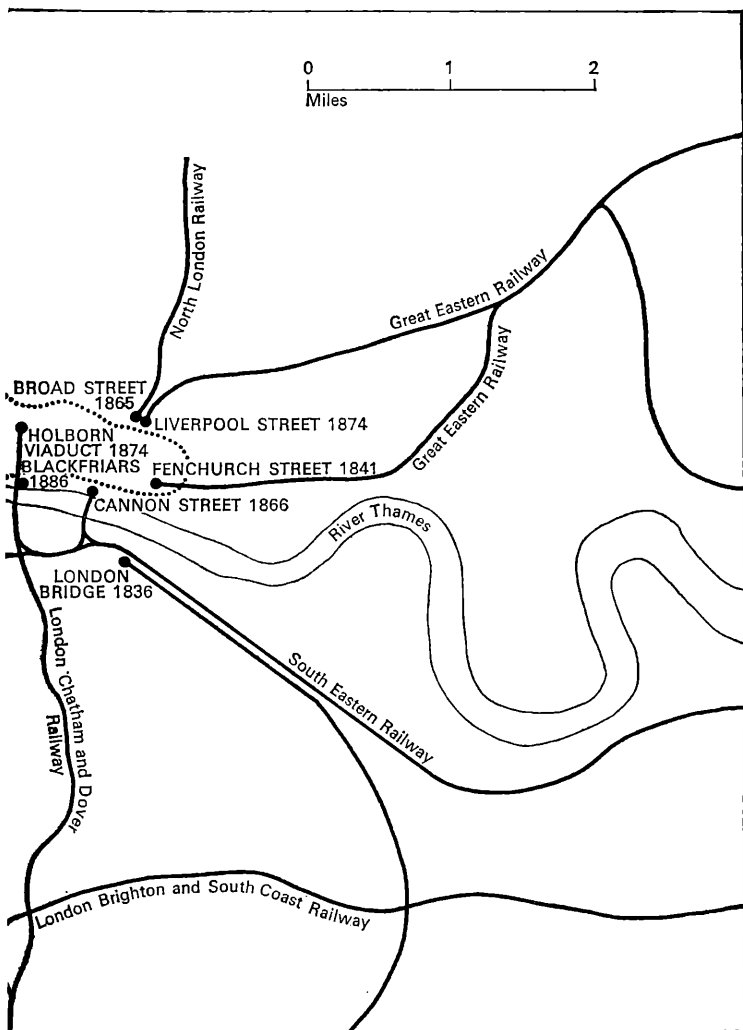 0 1 2
Miles
North London Railway
Great Eastern Railway
Great Eastern Railway
BROAD STREET
1865
LIVERPOOL STREET 1874
HOLBORN
VIADUCT 1874
BLACKFRIARS
1886
FENCHURCH STREET 1841
CANNON STREET 1866
River Thames
LONDON
BRIDGE 1836
South Eastern Railway
London Chatham and Dover
Railway
London Brighton and South Coast Railway